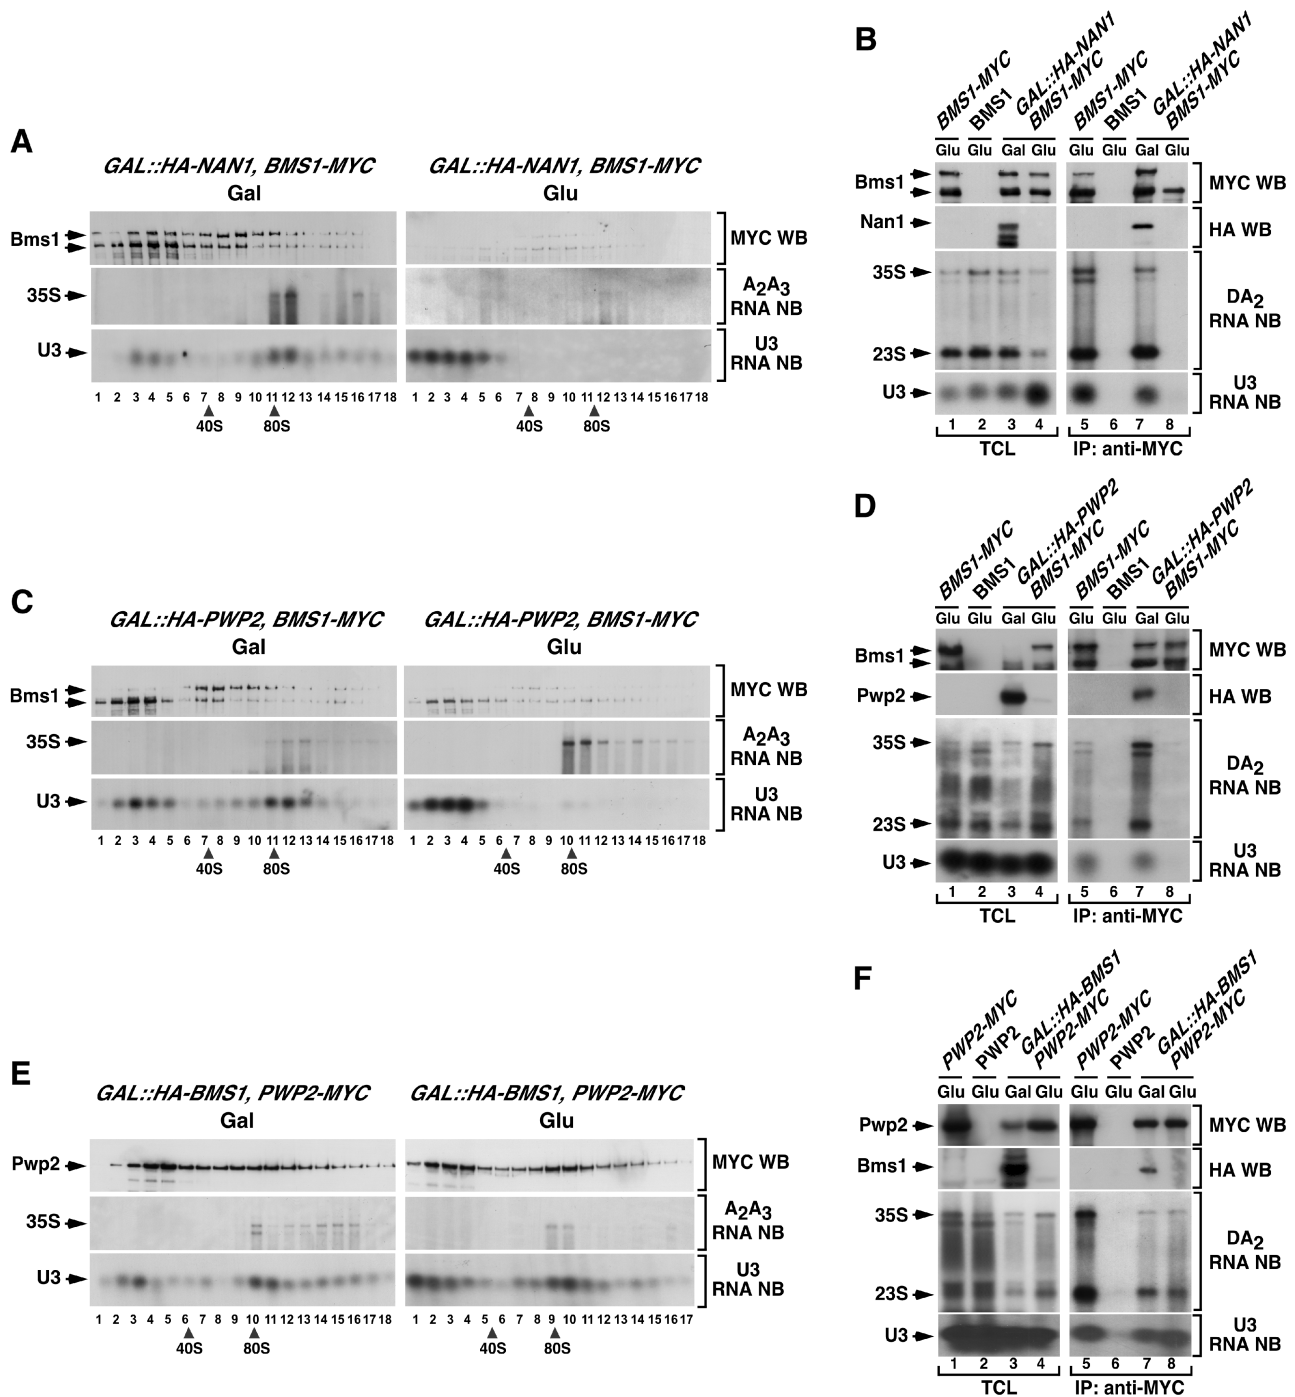 A
GAL::HA-NAN1, BMS1-MYC
GAL::HA-NAN1, BMS1-MYC
Gal
Glu
Bms1
MYC WB
35S
A2A3
RNA NB
U3
U3
RNA NB
1 2 3 4 5 6 7 8 9 10 11 12 13 14 15 16 17 18
1 2 3 4 5 6 7 8 9 10 11 12 13 14 15 16 17 18
40S 80S
40S 80S
B
BMS1-MYC
BMS1
GAL::HA-NAN1
BMS1-MYC
BMS1-MYC
BMS1
GAL::HA-NAN1
BMS1-MYC
Glu Glu Gal Glu Glu Glu Gal Glu
Bms1
MYC WB
Nan1
HA WB
35S
DA2
RNA NB
23S
U3
U3
RNA NB
1 2 3 4 5 6 7 8
TCL
IP: anti-MYC
C
GAL::HA-PWP2, BMS1-MYC
GAL::HA-PWP2, BMS1-MYC
Gal
Glu
Bms1
MYC WB
35S
A2A3
RNA NB
U3
U3
RNA NB
1 2 3 4 5 6 7 8 9 10 11 12 13 14 15 16 17 18
1 2 3 4 5 6 7 8 9 10 11 12 13 14 15 16 17 18
40S 80S
40S 80S
D
BMS1-MYC
BMS1
GAL::HA-PWP2
BMS1-MYC
BMS1-MYC
BMS1
GAL::HA-PWP2
BMS1-MYC
Glu Glu Gal Glu Glu Glu Gal Glu
Bms1
MYC WB
Pwp2
HA WB
35S
DA2
RNA NB
23S
U3
U3
RNA NB
1 2 3 4 5 6 7 8
TCL
IP: anti-MYC
E
GAL::HA-BMS1, PWP2-MYC
GAL::HA-BMS1, PWP2-MYC
Gal
Glu
Pwp2
MYC WB
35S
A2A3
RNA NB
U3
U3
RNA NB
1 2 3 4 5 6 7 8 9 10 11 12 13 14 15 16 17 18
1 2 3 4 5 6 7 8 9 10 11 12 13 14 15 16 17
40S 80S
40S 80S
F
PWP2-MYC
PWP2
GAL::HA-BMS1
PWP2-MYC
PWP2-MYC
PWP2
GAL::HA-BMS1
PWP2-MYC
Glu Glu Gal Glu Glu Glu Gal Glu
Pwp2
MYC WB
Bms1
HA WB
35S
DA2
RNA NB
23S
U3
U3
RNA NB
1 2 3 4 5 6 7 8
TCL
IP: anti-MYC